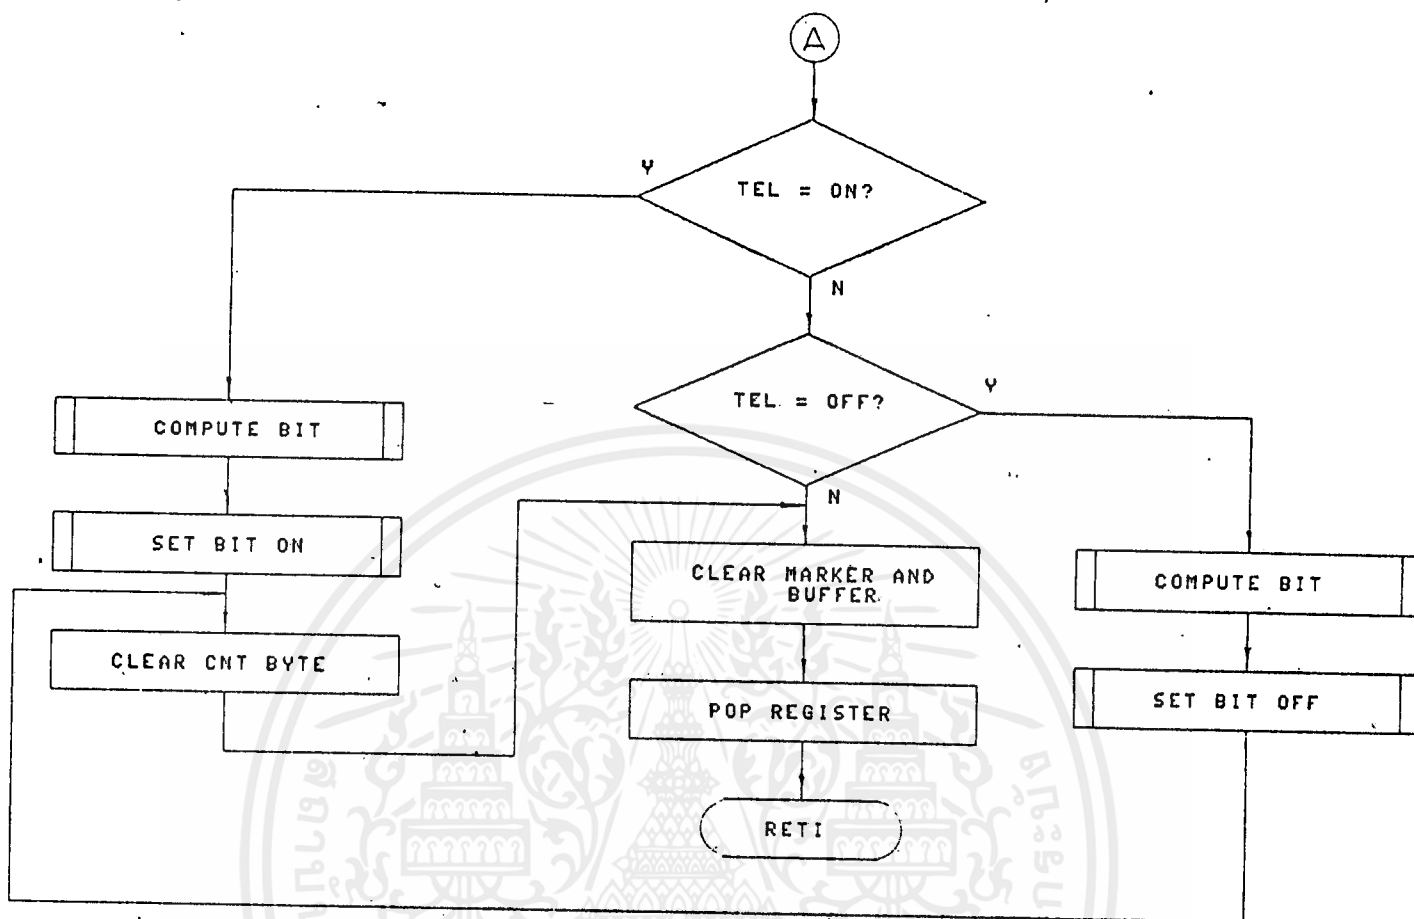 A
Y
TEL = ON?
N
TEL = OFF?
Y
N
COMPUTE BIT
SET BIT ON
CLEAR CNT BYTE
CLEAR MARKER AND
BUFFER
POP REGISTER
RETI
COMPUTE BIT
SET BIT OFF